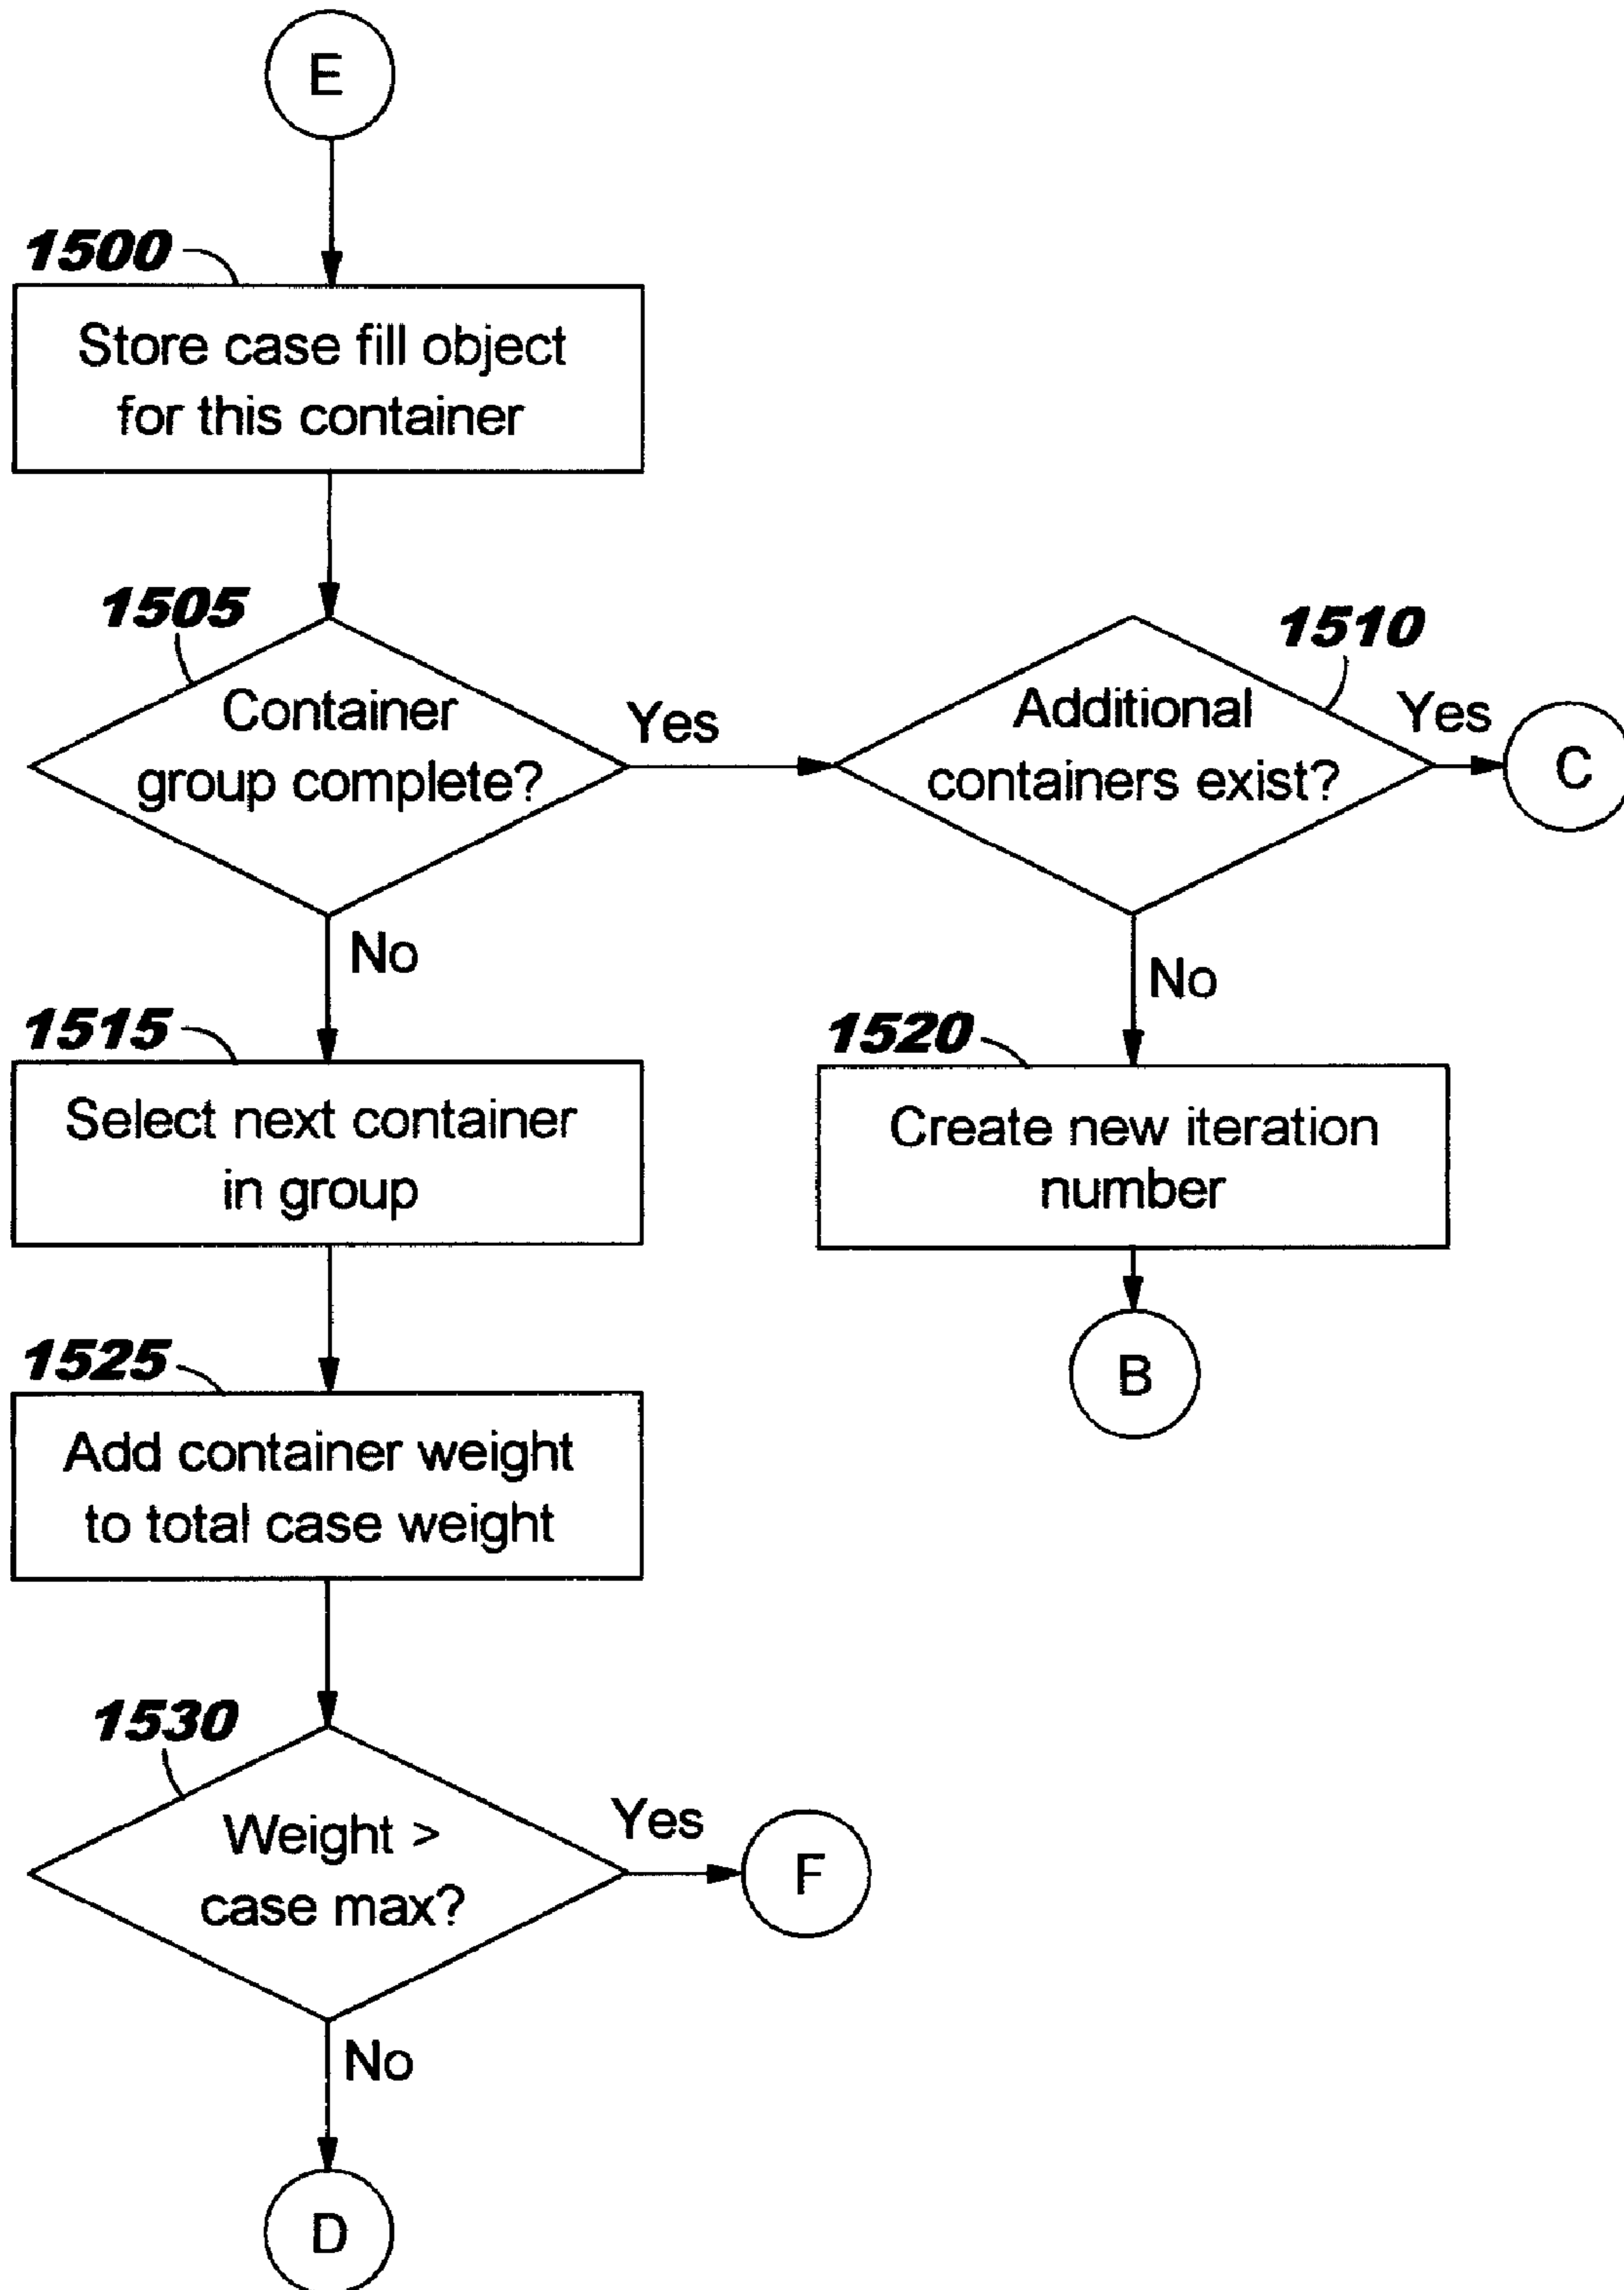 E
1500
Store case fill object
for this container
1505
Container
group complete?
Yes
1510
Additional
containers exist?
Yes
C
No
No
1515
Select next container
in group
1520
Create new iteration
number
B
1525
Add container weight
to total case weight
1530
Weight >
case max?
Yes
F
No
D